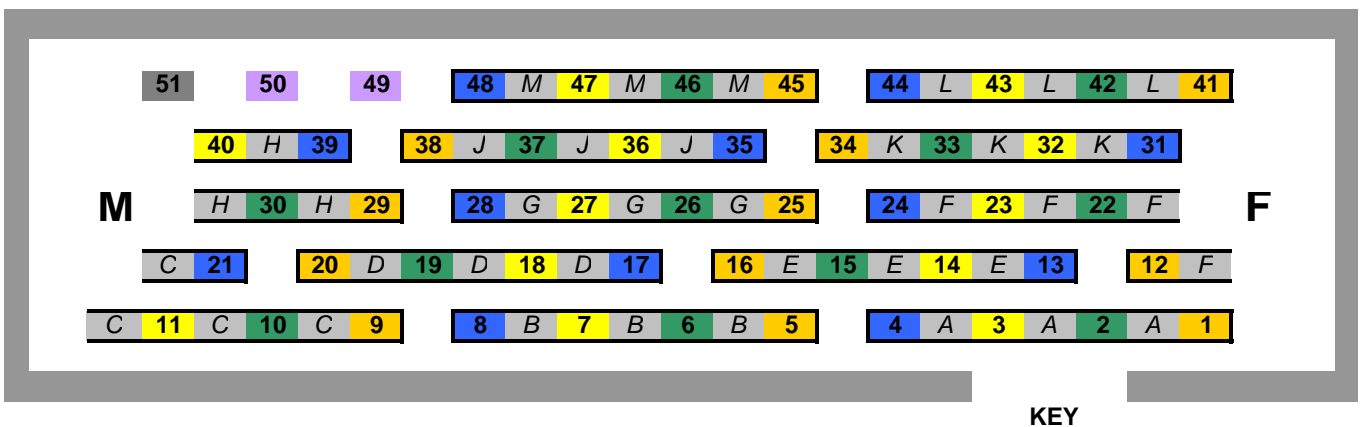 51 50 49 48 M 47 M 46 M 45 44 L 43 L 42 L 41
40 H 39 38 J 37 J 36 J 35 34 K 33 K 32 K 31
M H 30 H 29 28 G 27 G 26 G 25 24 F 23 F 22 F F
C 21 20 D 19 D 18 D 17 16 E 15 E 14 E 13 12 F
C 11 C 10 C 9 8 B 7 B 6 B 5 4 A 3 A 2 A 1
KEY